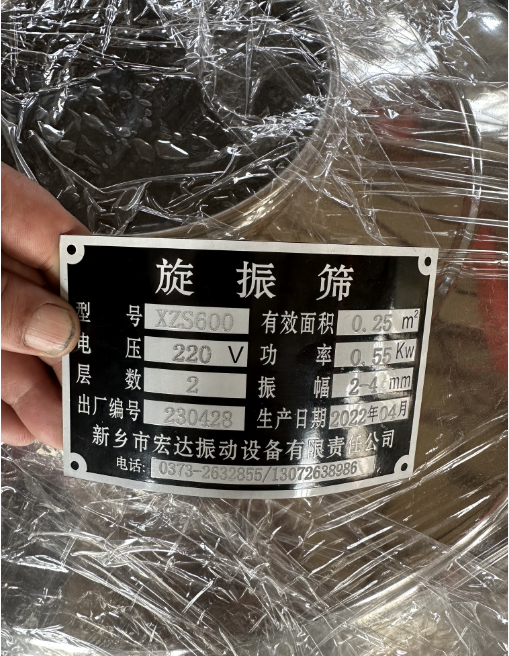 旋振筛
型号 XZS600 有效面积 0.25 m²
电压 220 V 功率 0.55 Kw
层数 2 振幅 2-4 mm
出厂编号 230428 生产日期 2022年04月
新乡市宏达振动设备有限责任公司
电话: 0373-2632855/13072638986